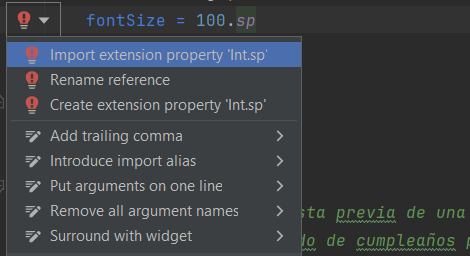 fontSize = 100.sp
Import extension property 'Int.sp'
Rename reference
Create extension property 'Int.sp'
Add trailing comma
Introduce import alias
Put arguments on one line
Remove all argument names
sta previa de una
Surround with widget
do de cumpleaños